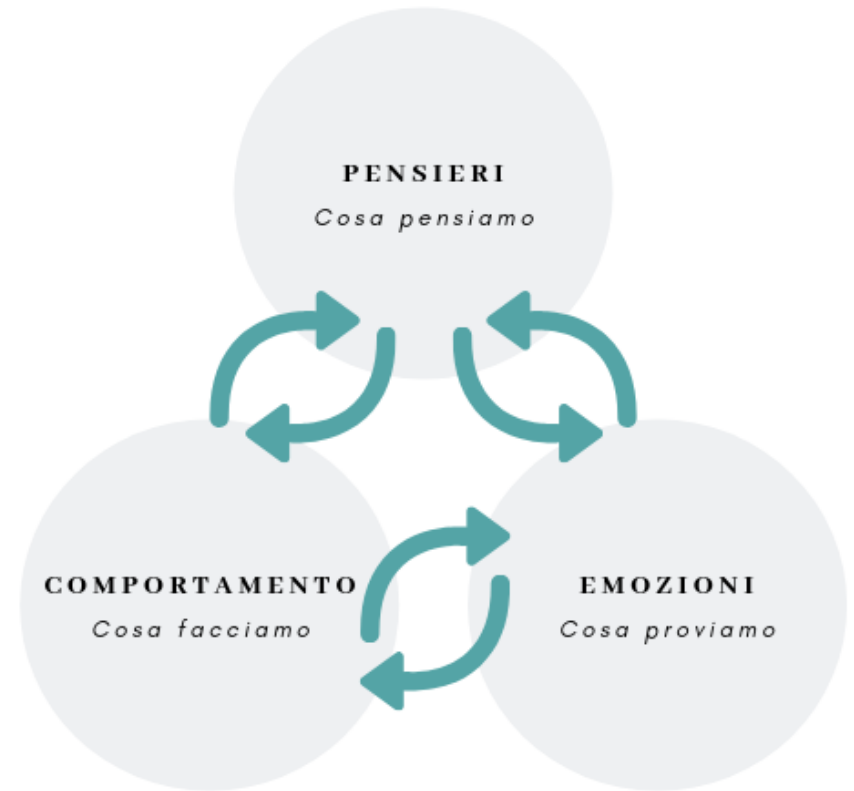 PENSIERI
Cosa pensiamo
COMPORTAMENTO
Cosa facciamo
EMOZIONI
Cosa proviamo